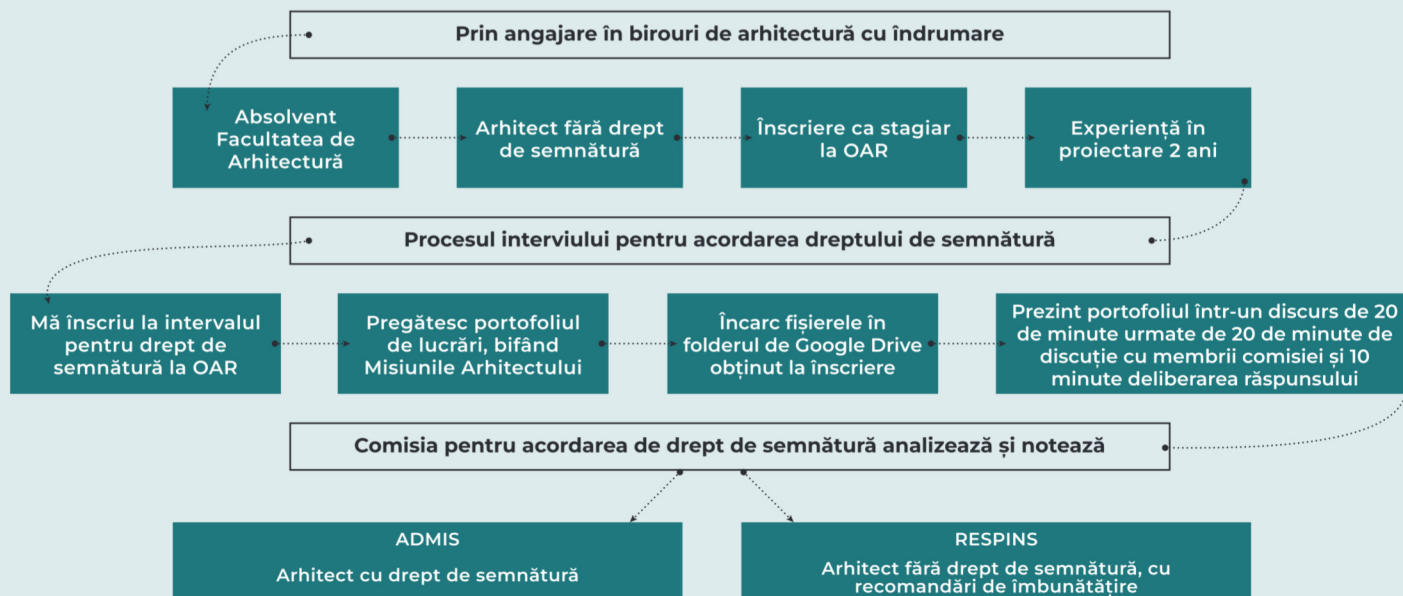 Prin angajare în birouri de arhitectură cu îndrumare
Absolvent
Facultatea de
Arhitectură
Arhitect fără drept
de semnătură
Înscriere ca stagiar
la OAR
Experiență în
proiectare 2 ani
Procesul interviului pentru acordarea dreptului de semnătură
Mă înscriu la intervalul
pentru drept de
semnătură la OAR
Pregătesc portofoliul
de lucrări, bifând
Misiunile Arhitectului
Încarc fișierele în
folderul de Google Drive
obținut la înscriere
Prezint portofoliul într-un discurs de 20
de minute urmate de 20 de minute de
discuție cu membrii comisiei și 10
minute deliberarea răspunsului
Comisia pentru acordarea de drept de semnătură analizează și notează
ADMIS
Arhitect cu drept de semnătură
RESPINS
Arhitect fără drept de semnătură, cu
recomandări de îmbunătățire